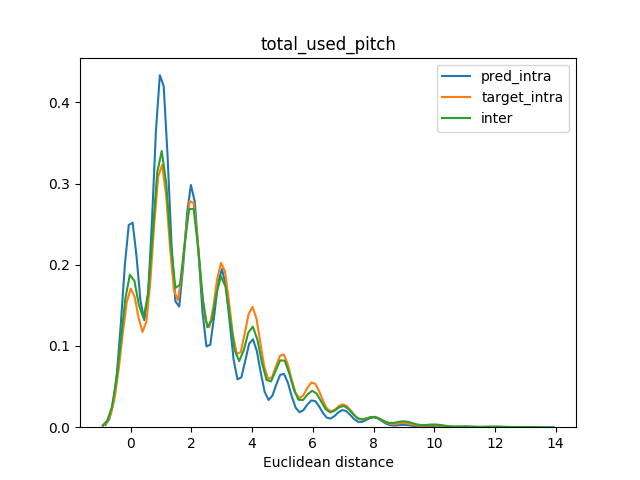 total_used_pitch
pred_intra
target_intra
inter
0.4
0.3
0.2
0.1
0.0
0 2 4 6 8 10 12 14
Euclidean distance